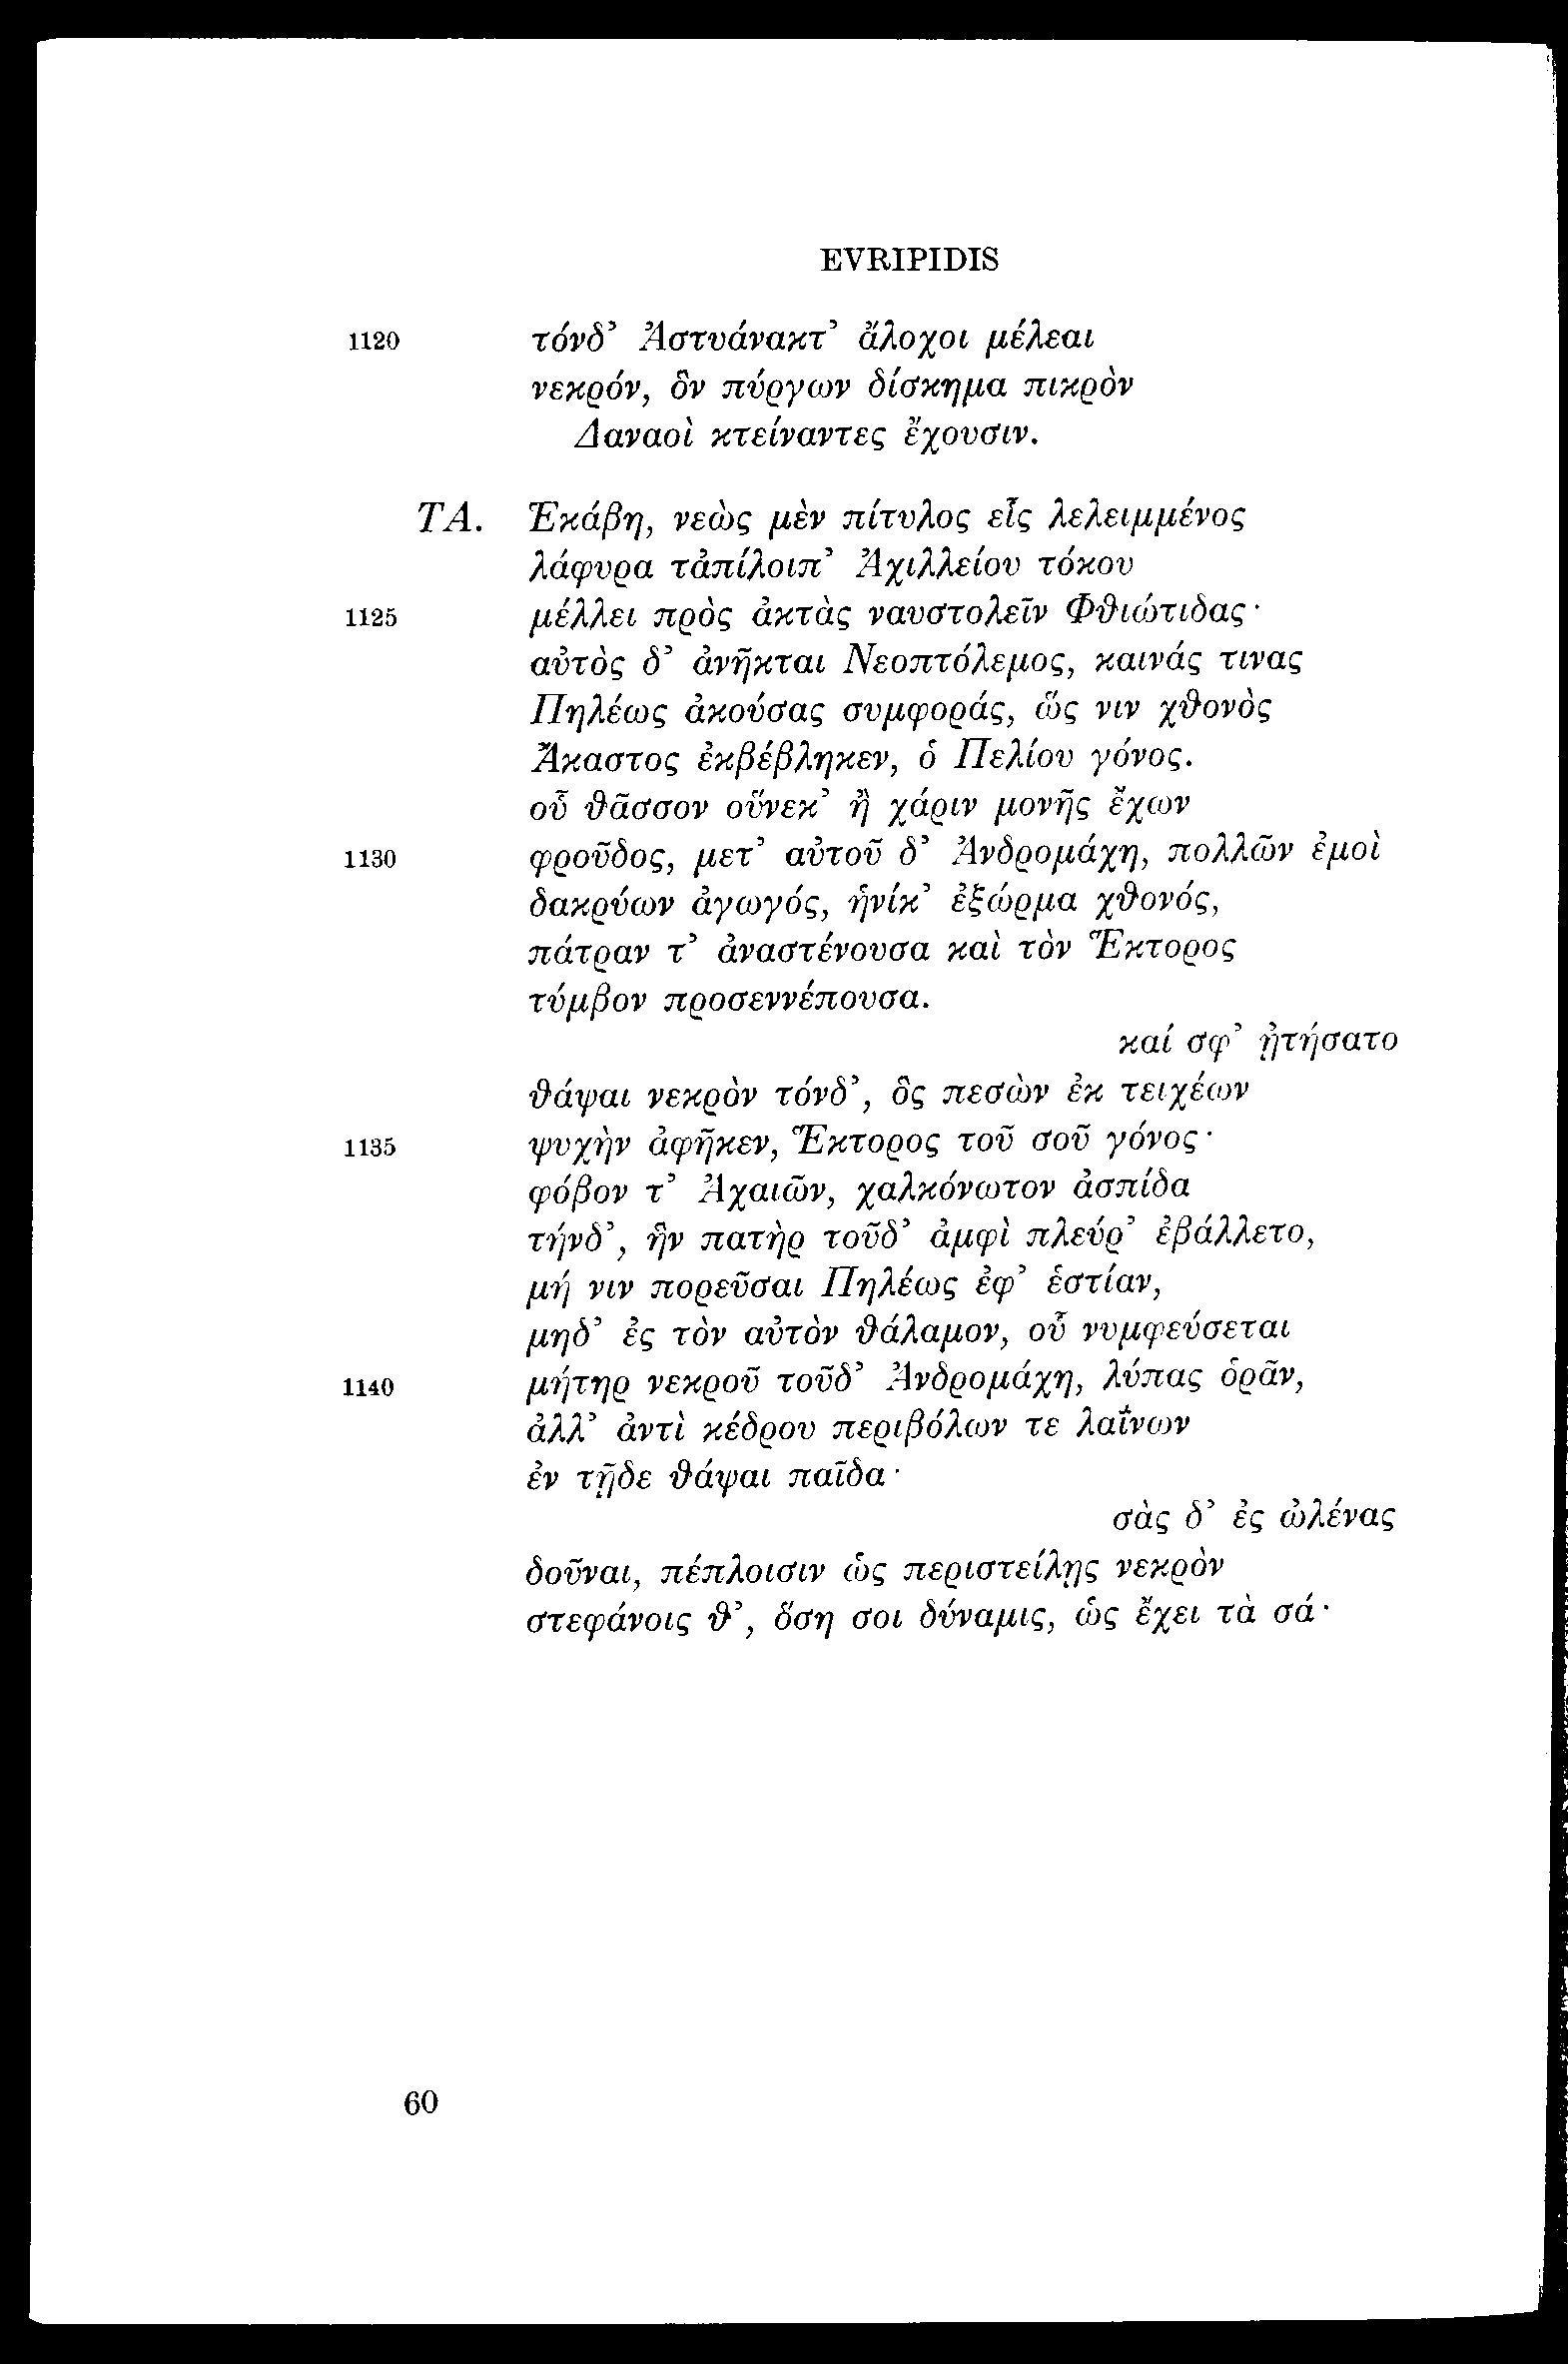 EVRIPIDIS
1120 τόνδ’ Ἀστυάνακτ’ ἄλοχοι μέλεαι
νεκρόν, ὃν πύργων δίσκημα πικρὸν
Δαναοὶ κτείναντες ἔχουσιν.
ΤΑ. Ἑκάβη, νεὼς μὲν πίτυλος εἷς λελειμμένος
λάφυρα τἀπίλοιπ’ Ἀχιλλείου τόκου
1125 μέλλει πρὸς ἀκτὰς ναυστολεῖν Φθιώτιδας·
αὐτὸς δ’ ἀνῆκται Νεοπτόλεμος, καινάς τινας
Πηλέως ἀκούσας συμφοράς, ὥς νιν χθονὸς
Ἄκαστος ἐκβέβληκεν, ὁ Πελίου γόνος.
οὗ θᾶσσον οὕνεκ’ ἢ χάριν μονῆς ἔχων
1130 φροῦδος, μετ’ αὐτοῦ δ’ Ἀνδρομάχη, πολλῶν ἐμοὶ
δακρύων ἀγωγός, ἡνίκ’ ἐξώρμα χθονός,
πάτραν τ’ ἀναστένουσα καὶ τὸν Ἕκτορος
τύμβον προσεννέπουσα.
καί σφ’ ᾐτήσατο
θάψαι νεκρὸν τόνδ’, ὃς πεσὼν ἐκ τειχέων
1135 ψυχὴν ἀφῆκεν, Ἕκτορος τοῦ σοῦ γόνος·
φόβον τ’ Ἀχαιῶν, χαλκόνωτον ἀσπίδα
τήνδ’, ἣν πατὴρ τοῦδ’ ἀμφὶ πλεύρ’ ἐβάλλετο,
μή νιν πορεῦσαι Πηλέως ἐφ’ ἑστίαν,
μηδ’ ἐς τὸν αὐτὸν θάλαμον, οὗ νυμφεύσεται
1140 μήτηρ νεκροῦ τοῦδ’ Ἀνδρομάχη, λύπας ὁρᾶν,
ἀλλ’ ἀντὶ κέδρου περιβόλων τε λαΐνων
ἐν τῇδε θάψαι παῖδα·
σὰς δ’ ἐς ὠλένας
δοῦναι, πέπλοισιν ὡς περιστείλῃς νεκρὸν
στεφάνοις θ’, ὅση σοι δύναμις, ὡς ἔχει τὰ σά·
60